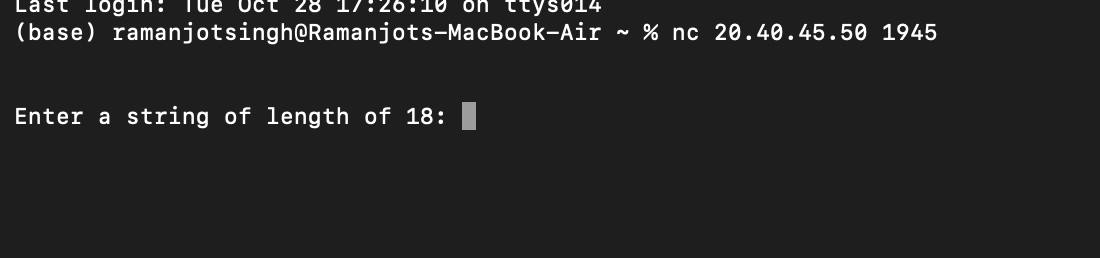 Last login: Tue Oct 28 17:26:10 on ttys014
(base) ramanjotsingh@Ramanjots-MacBook-Air ~ % nc 20.40.45.50 1945
Enter a string of length of 18: